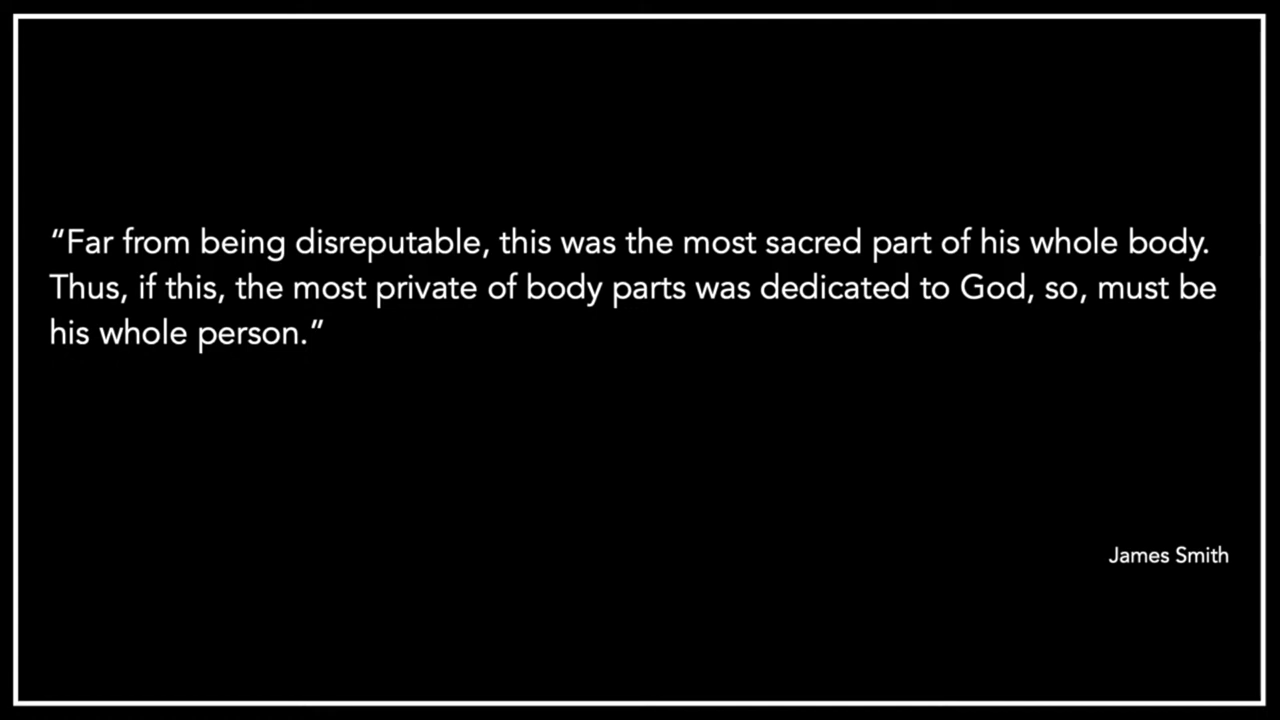 “Far from being disreputable, this was the most sacred part of his whole body.
Thus, if this, the most private of body parts was dedicated to God, so, must be
his whole person.”
James Smith